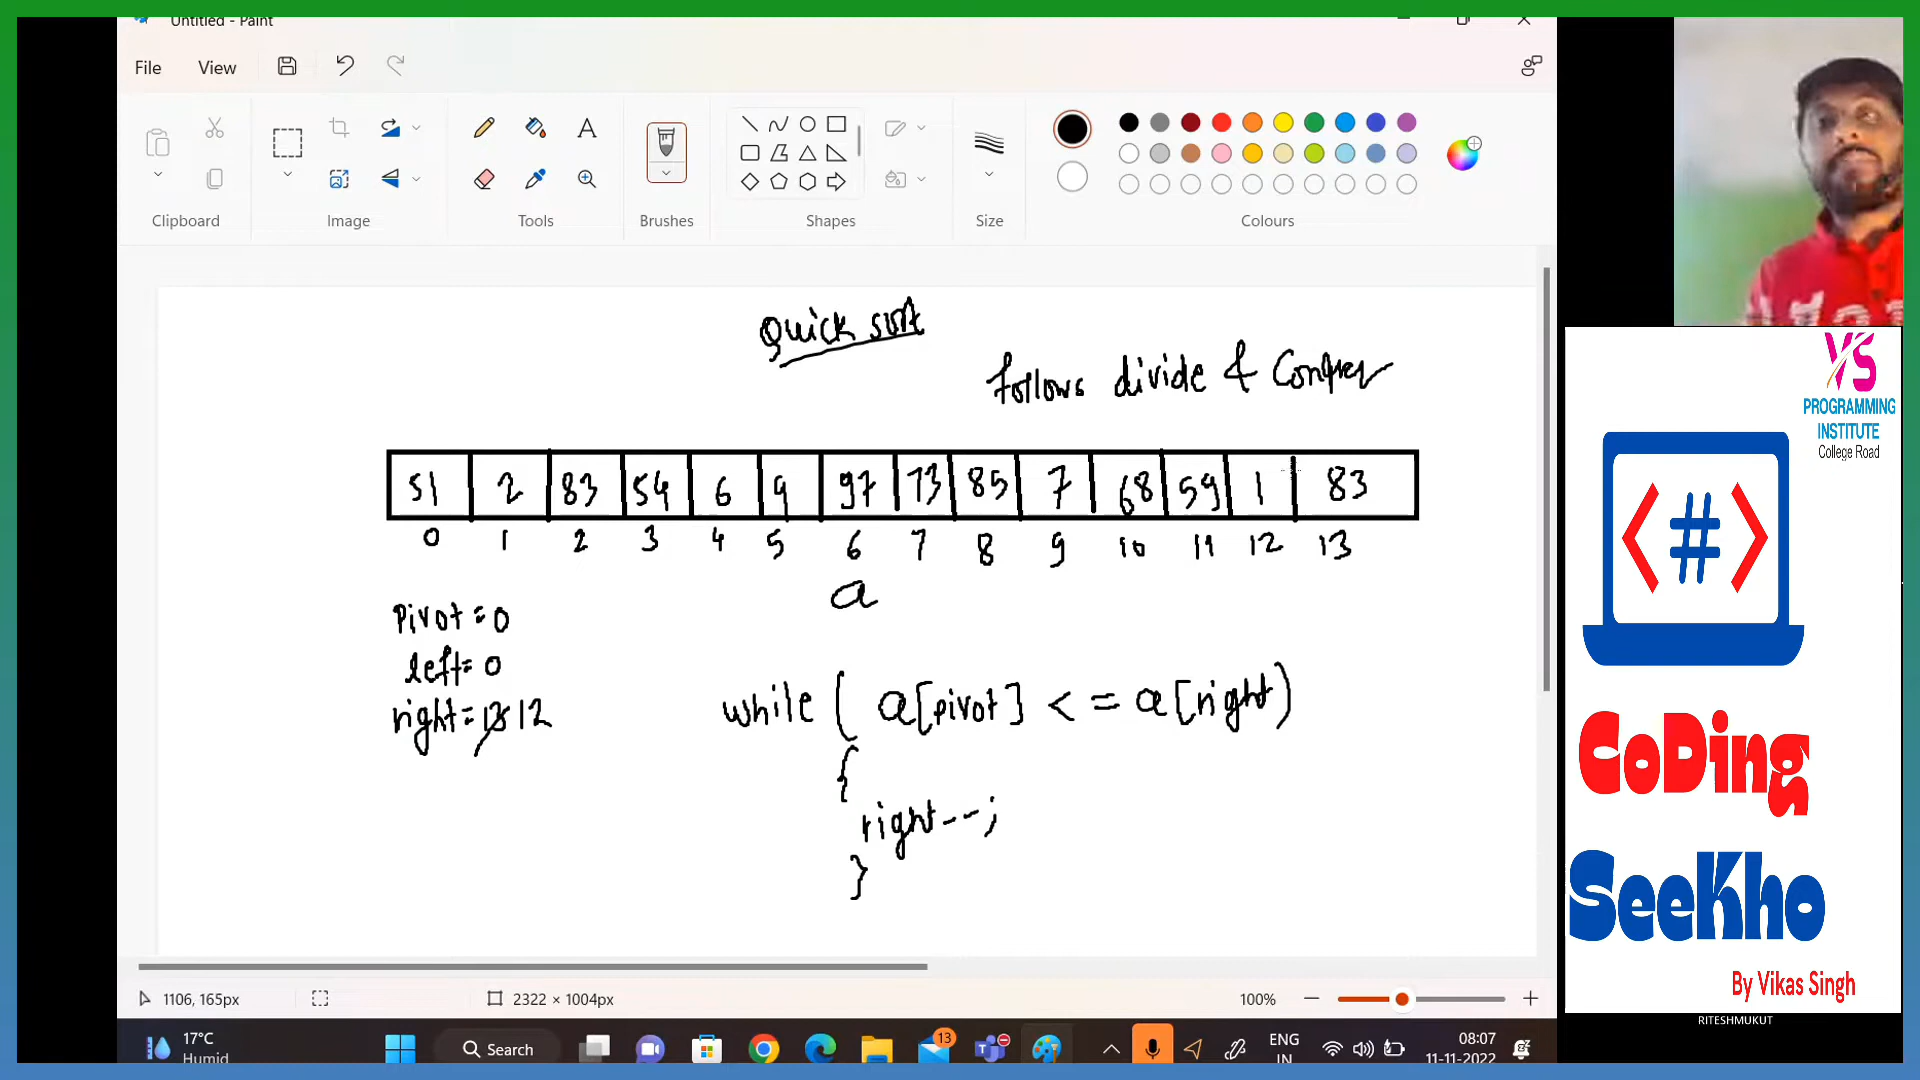 Untitled - Paint
File View
Clipboard Image Tools Brushes Shapes Size Colours
Quick sort
follows divide & Conquer
51 2 83 54 6 9 97 73 85 7 68 59 1 83
0 1 2 3 4 5 6 7 8 9 10 11 12 13
a
Pivot = 0
left = 0
right = 13 12
while ( a[pivot] < = a[right)
{
right--;
}
1106, 165px 2322 × 1004px 100%
17°C
Humid
Search
13
ENG
IN
08:07
11-11-2022
VS
PROGRAMMING
INSTITUTE
College Road
< # >
CoDing
SeeKho
By Vikas Singh
RITESHMUKUT